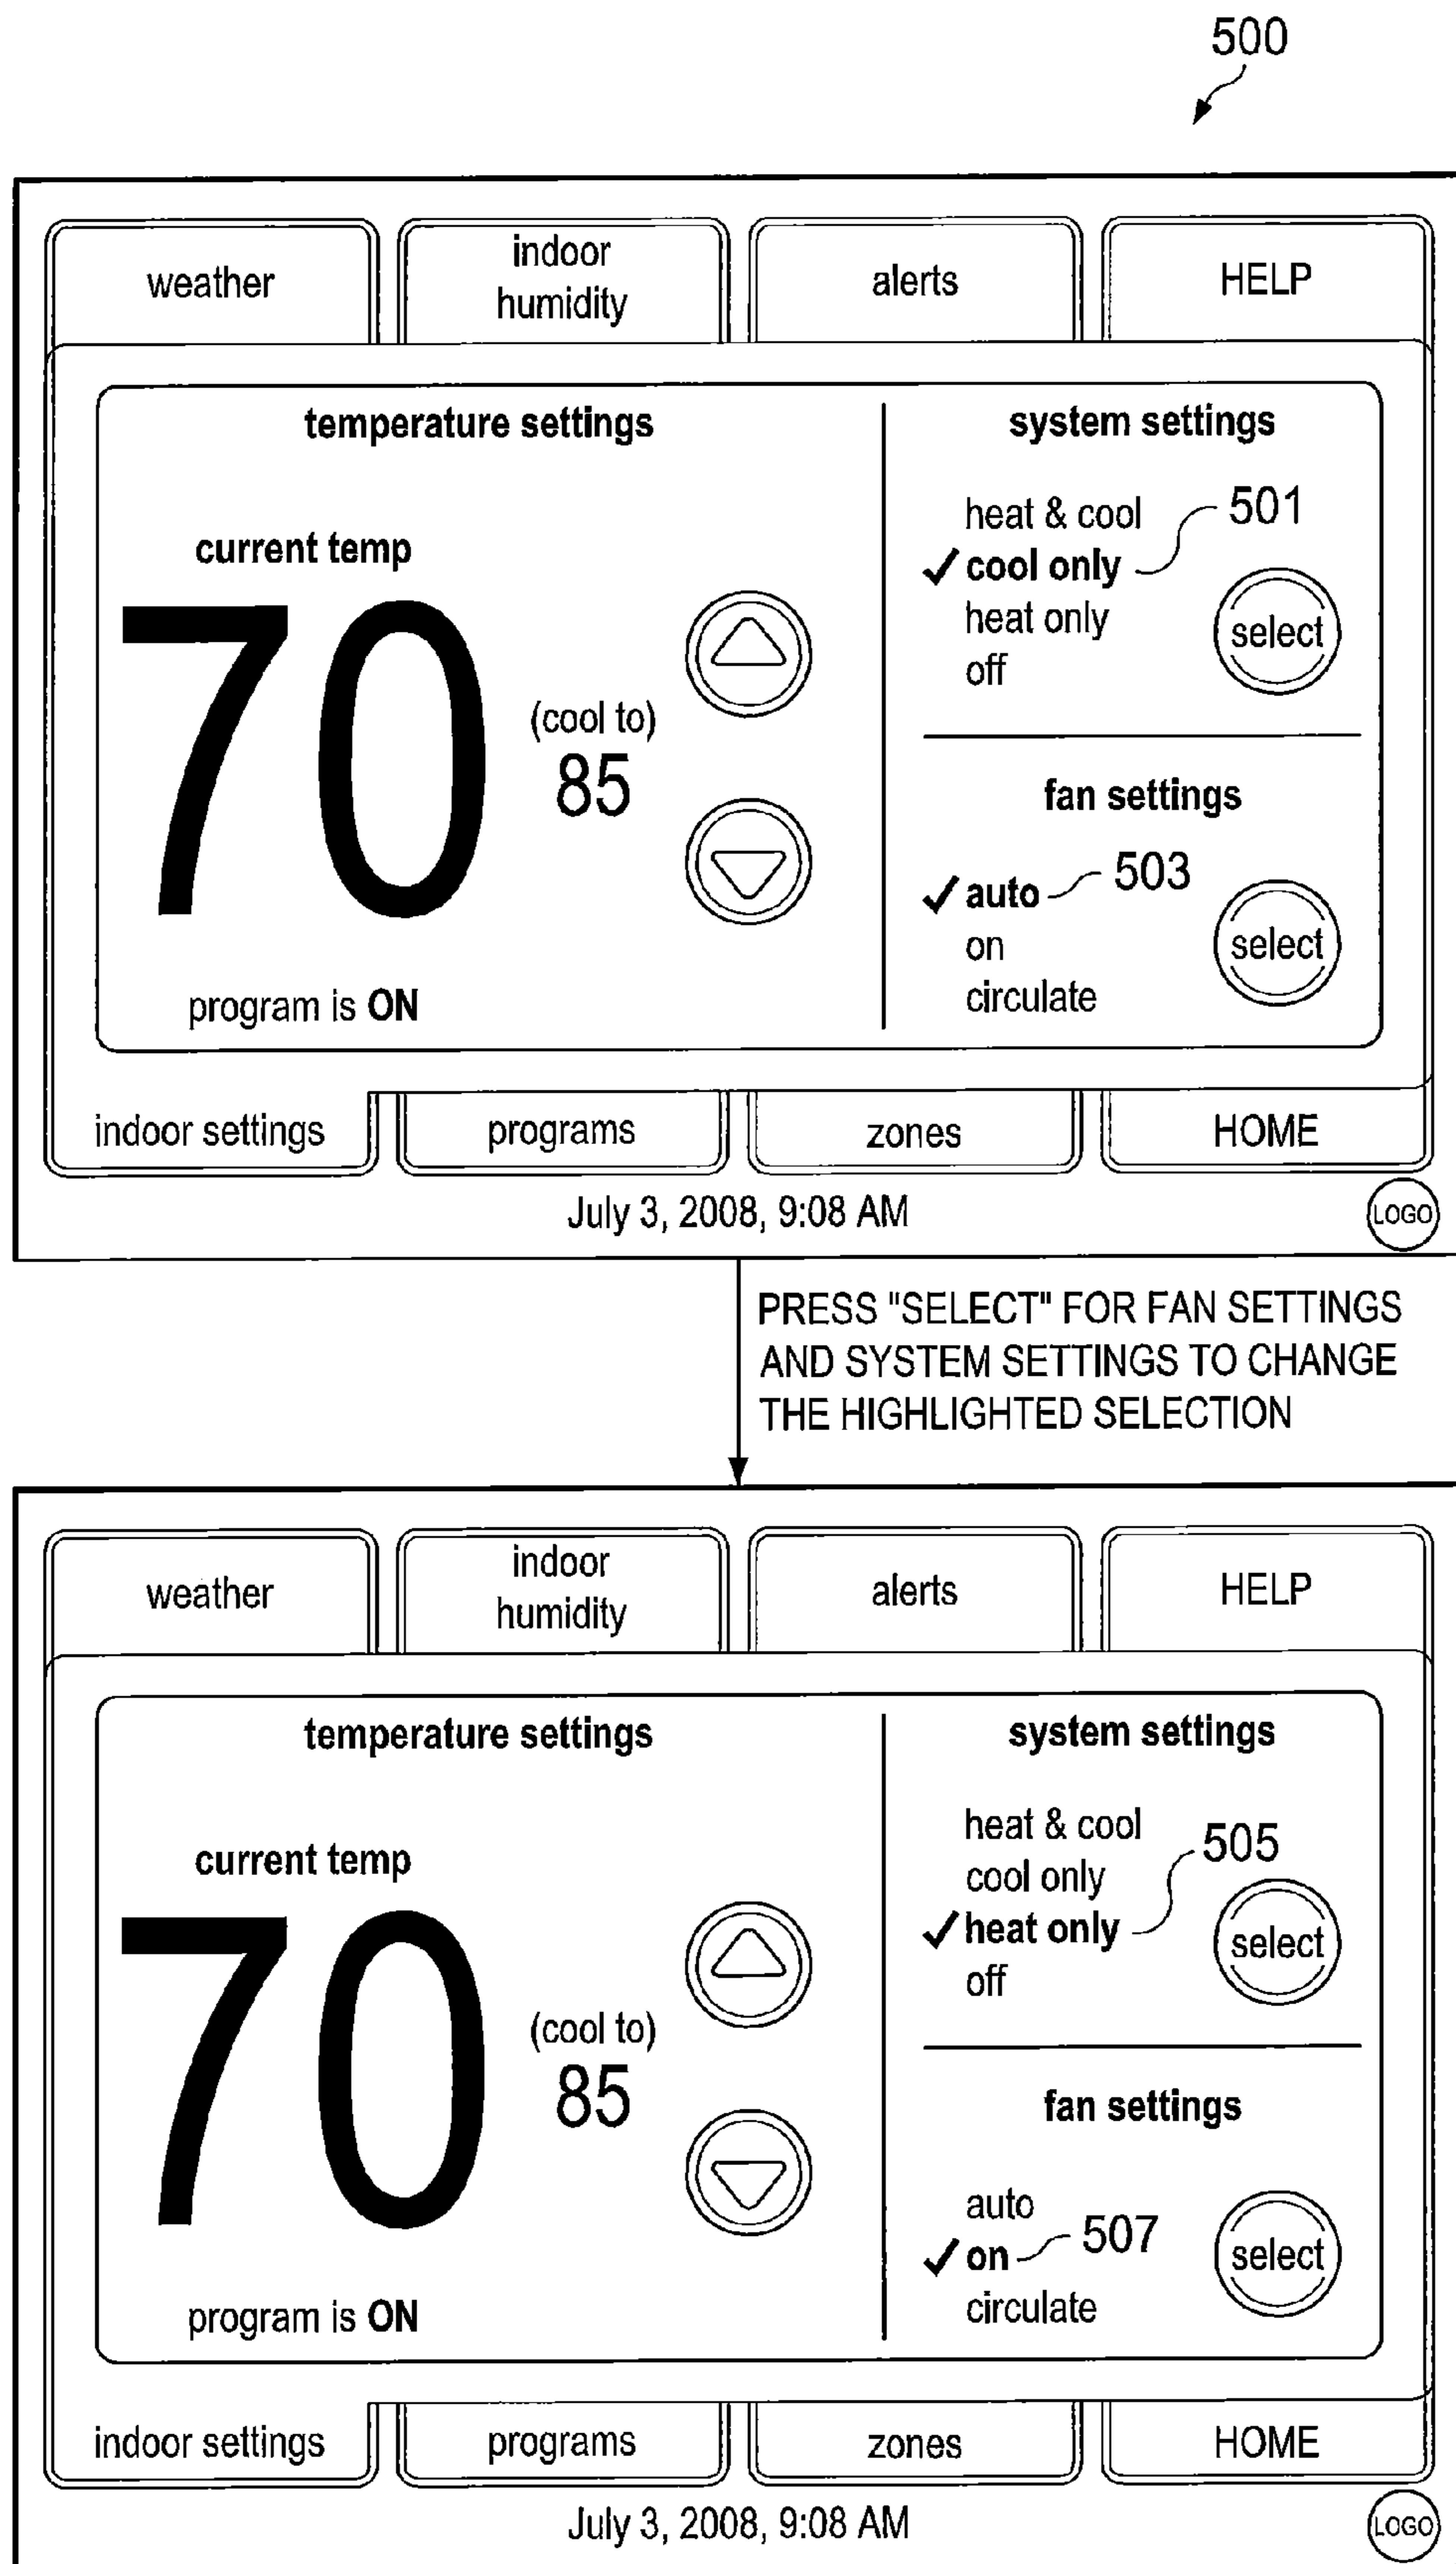 500
weather
indoor
humidity
alerts
HELP
temperature settings
current temp
70
(cool to)
85
program is ON
system settings
heat & cool
501
✓ cool only
heat only
off
select
fan settings
✓ auto
503
on
circulate
select
indoor settings
programs
zones
HOME
July 3, 2008, 9:08 AM
LOGO
PRESS "SELECT" FOR FAN SETTINGS
AND SYSTEM SETTINGS TO CHANGE
THE HIGHLIGHTED SELECTION
weather
indoor
humidity
alerts
HELP
temperature settings
current temp
70
(cool to)
85
program is ON
system settings
heat & cool
505
cool only
✓ heat only
off
select
fan settings
auto
507
✓ on
circulate
select
indoor settings
programs
zones
HOME
July 3, 2008, 9:08 AM
LOGO